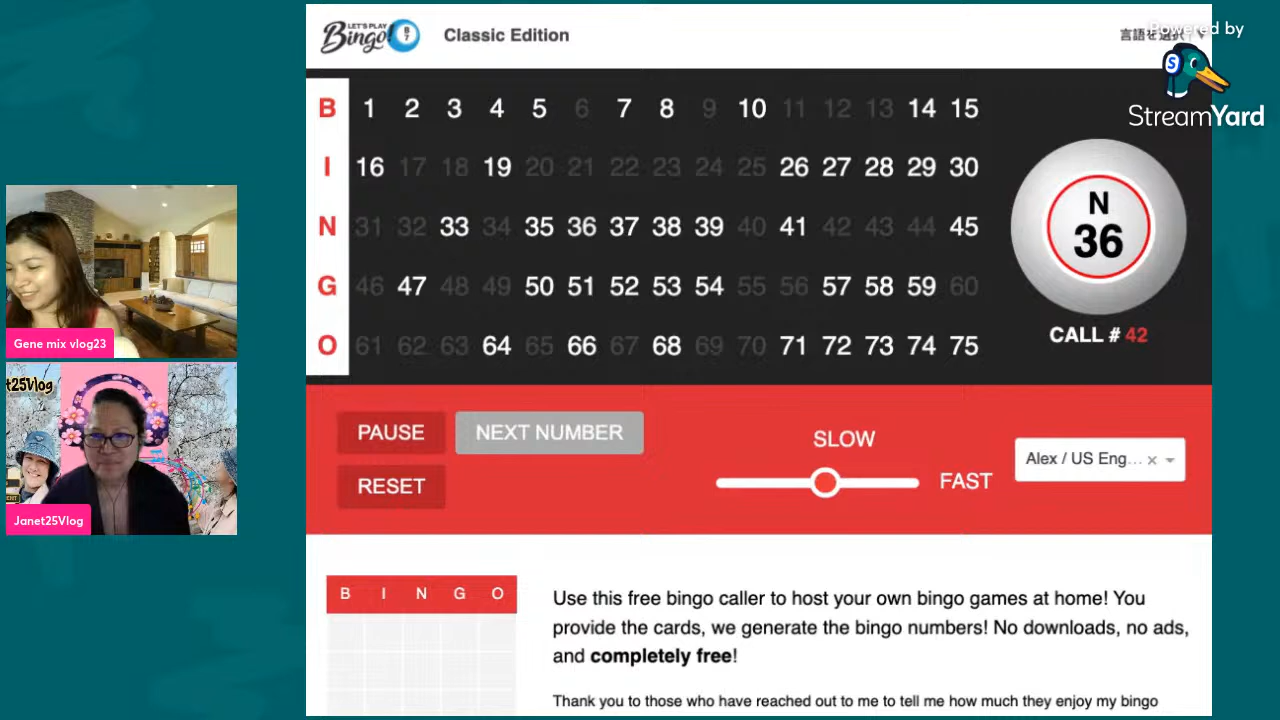 LET'S PLAY
Bingo!
B
7
Classic Edition
言語を選択
Powered by
StreamYard
B 1 2 3 4 5 6 7 8 9 10 11 12 13 14 15
I 16 17 18 19 20 21 22 23 24 25 26 27 28 29 30
N 31 32 33 34 35 36 37 38 39 40 41 42 43 44 45
G 46 47 48 49 50 51 52 53 54 55 56 57 58 59 60
O 61 62 63 64 65 66 67 68 69 70 71 72 73 74 75
N
36
CALL # 42
Gene mix vlog23
t25Vlog
Janet25Vlog
PAUSE
NEXT NUMBER
RESET
SLOW
FAST
Alex / US Eng...
B I N G O
Use this free bingo caller to host your own bingo games at home! You
provide the cards, we generate the bingo numbers! No downloads, no ads,
and completely free!
Thank you to those who have reached out to me to tell me how much they enjoy my bingo